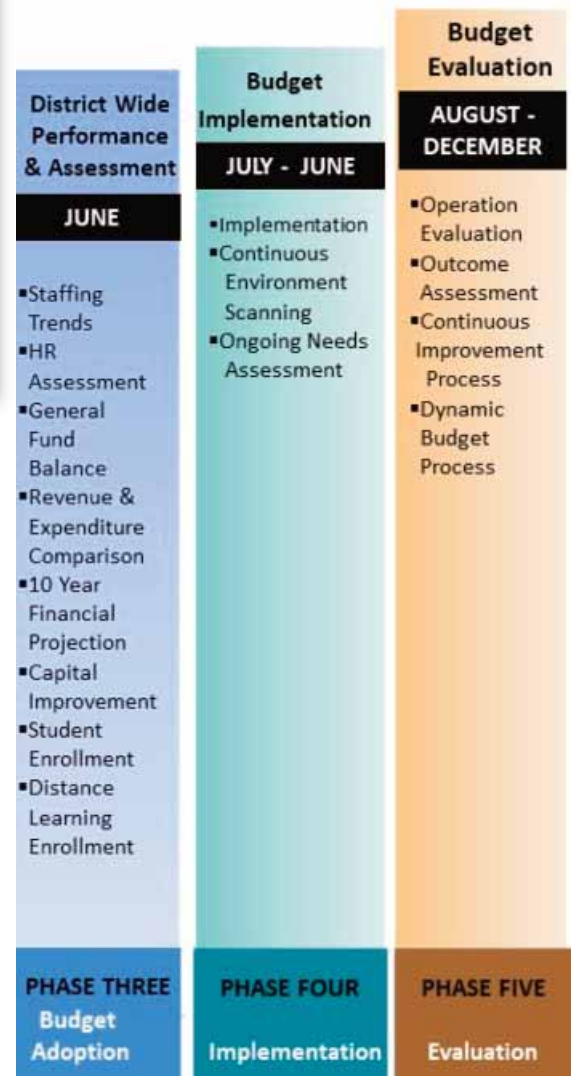 District Wide
Performance
& Assessment
JUNE
▪Staffing
Trends
▪HR
Assessment
▪General
Fund
Balance
▪Revenue &
Expenditure
Comparison
▪10 Year
Financial
Projection
▪Capital
Improvement
▪Student
Enrollment
▪Distance
Learning
Enrollment
PHASE THREE
Budget
Adoption
Budget
Implementation
JULY - JUNE
▪Implementation
▪Continuous
Environment
Scanning
▪Ongoing Needs
Assessment
PHASE FOUR
Implementation
Budget
Evaluation
AUGUST -
DECEMBER
▪Operation
Evaluation
▪Outcome
Assessment
▪Continuous
Improvement
Process
▪Dynamic
Budget
Process
PHASE FIVE
Evaluation